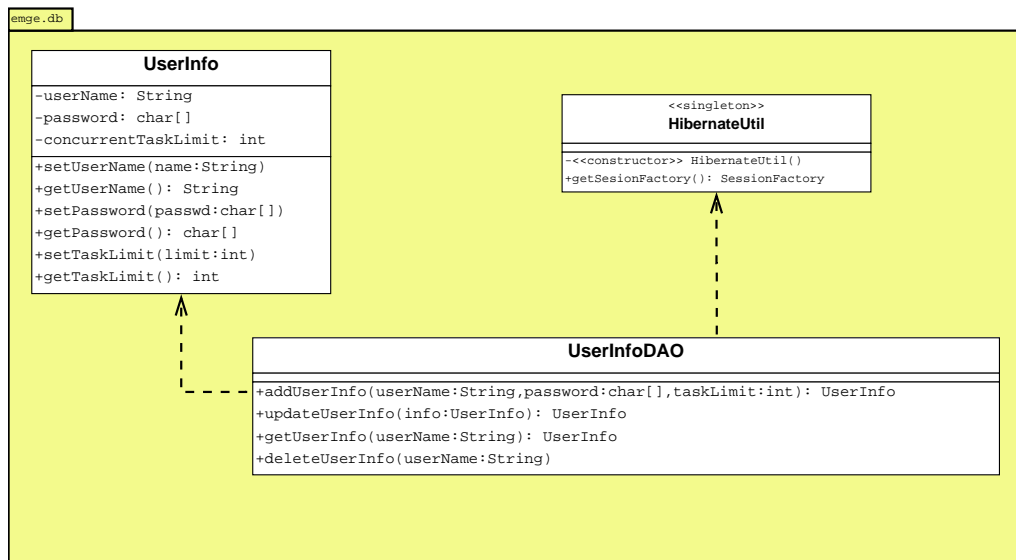 emge.db
UserInfo
-userName: String
-password: char[]
-concurrentTaskLimit: int
+setUserName(name:String)
+getUserName(): String
+setPassword(passwd:char[])
+getPassword(): char[]
+setTaskLimit(limit:int)
+getTaskLimit(): int
<<singleton>>
HibernateUtil
-<<constructor>> HibernateUtil()
+getSesionFactory(): SessionFactory
UserInfoDAO
+addUserInfo(userName:String,password:char[],taskLimit:int): UserInfo
+updateUserInfo(info:UserInfo): UserInfo
+getUserInfo(userName:String): UserInfo
+deleteUserInfo(userName:String)